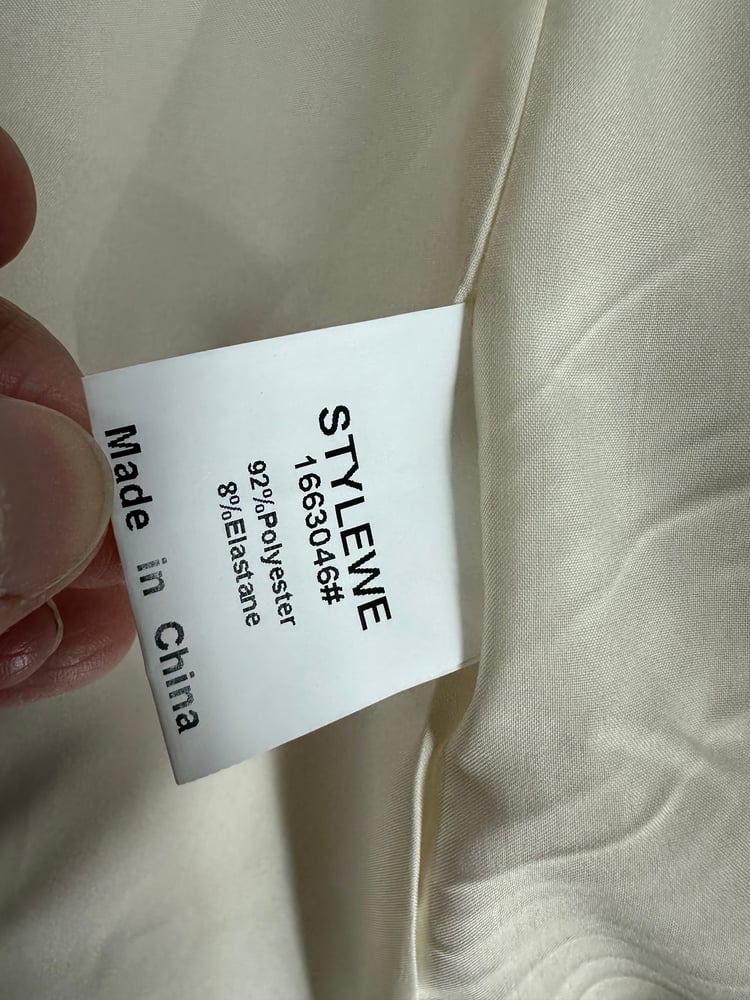 STYLEWE
1663046#
92%Polyester
8%Elastane
Made in China